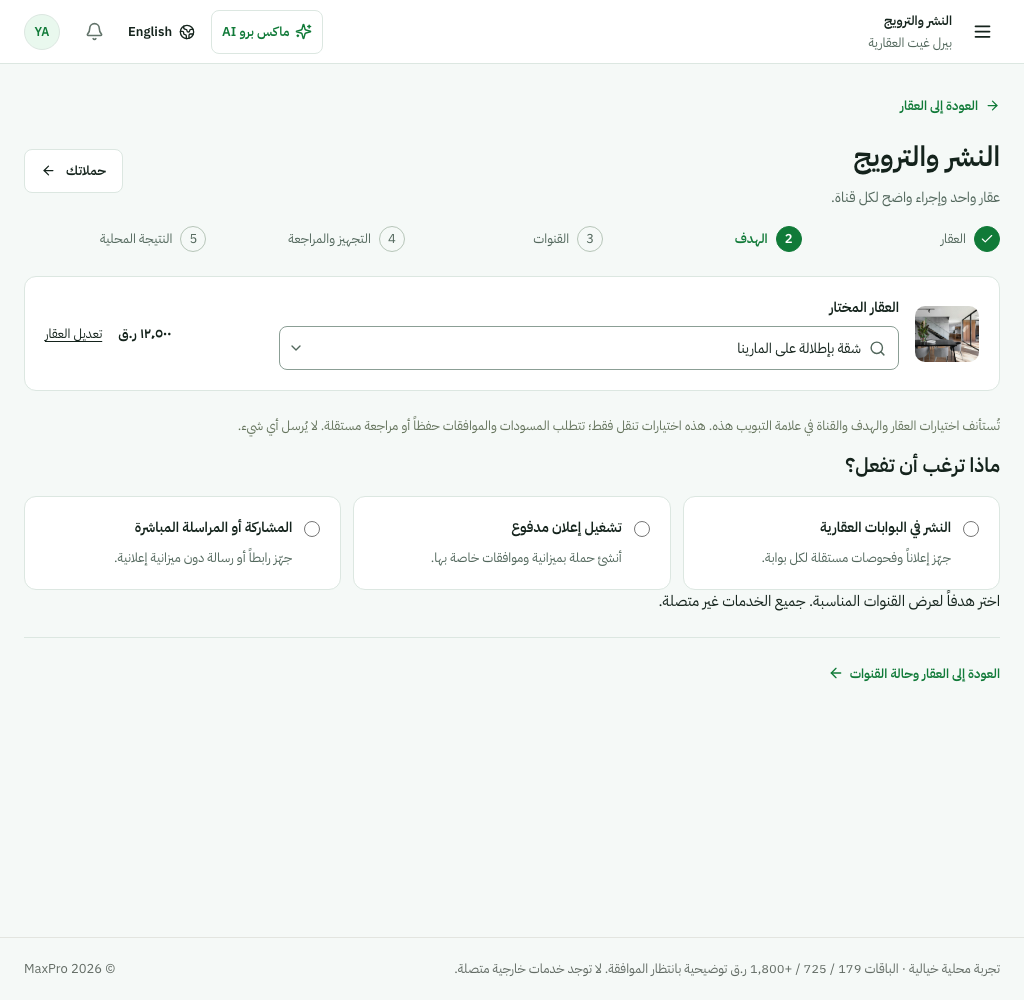 النشر والترويج
بيرل غيت العقارية
ماكس برو AI
English
YA
العودة إلى العقار
النشر والترويج
عقار واحد وإجراء واضح لكل قناة.
حملاتك
العقار
2 الهدف
3 القنوات
4 التجهيز والمراجعة
5 النتيجة المحلية
العقار المختار
شقة بإطلالة على المارينا
١٢٬٥٠٠ ر.ق
تعديل العقار
تُستأنف اختيارات العقار والهدف والقناة في علامة التبويب هذه. هذه اختيارات تنقل فقط؛ تتطلب المسودات والموافقات حفظاً أو مراجعة مستقلة. لا يُرسل أي شيء.
ماذا ترغب أن تفعل؟
النشر في البوابات العقارية
جهّز إعلاناً وفحوصات مستقلة لكل بوابة.
تشغيل إعلان مدفوع
أنشئ حملة بميزانية وموافقات خاصة بها.
المشاركة أو المراسلة المباشرة
جهّز رابطاً أو رسالة دون ميزانية إعلانية.
اختر هدفاً لعرض القنوات المناسبة. جميع الخدمات غير متصلة.
العودة إلى العقار وحالة القنوات
تجربة محلية خيالية · الباقات 179 / 725 / +1,800 ر.ق توضيحية بانتظار الموافقة. لا توجد خدمات خارجية متصلة.
© 2026 MaxPro